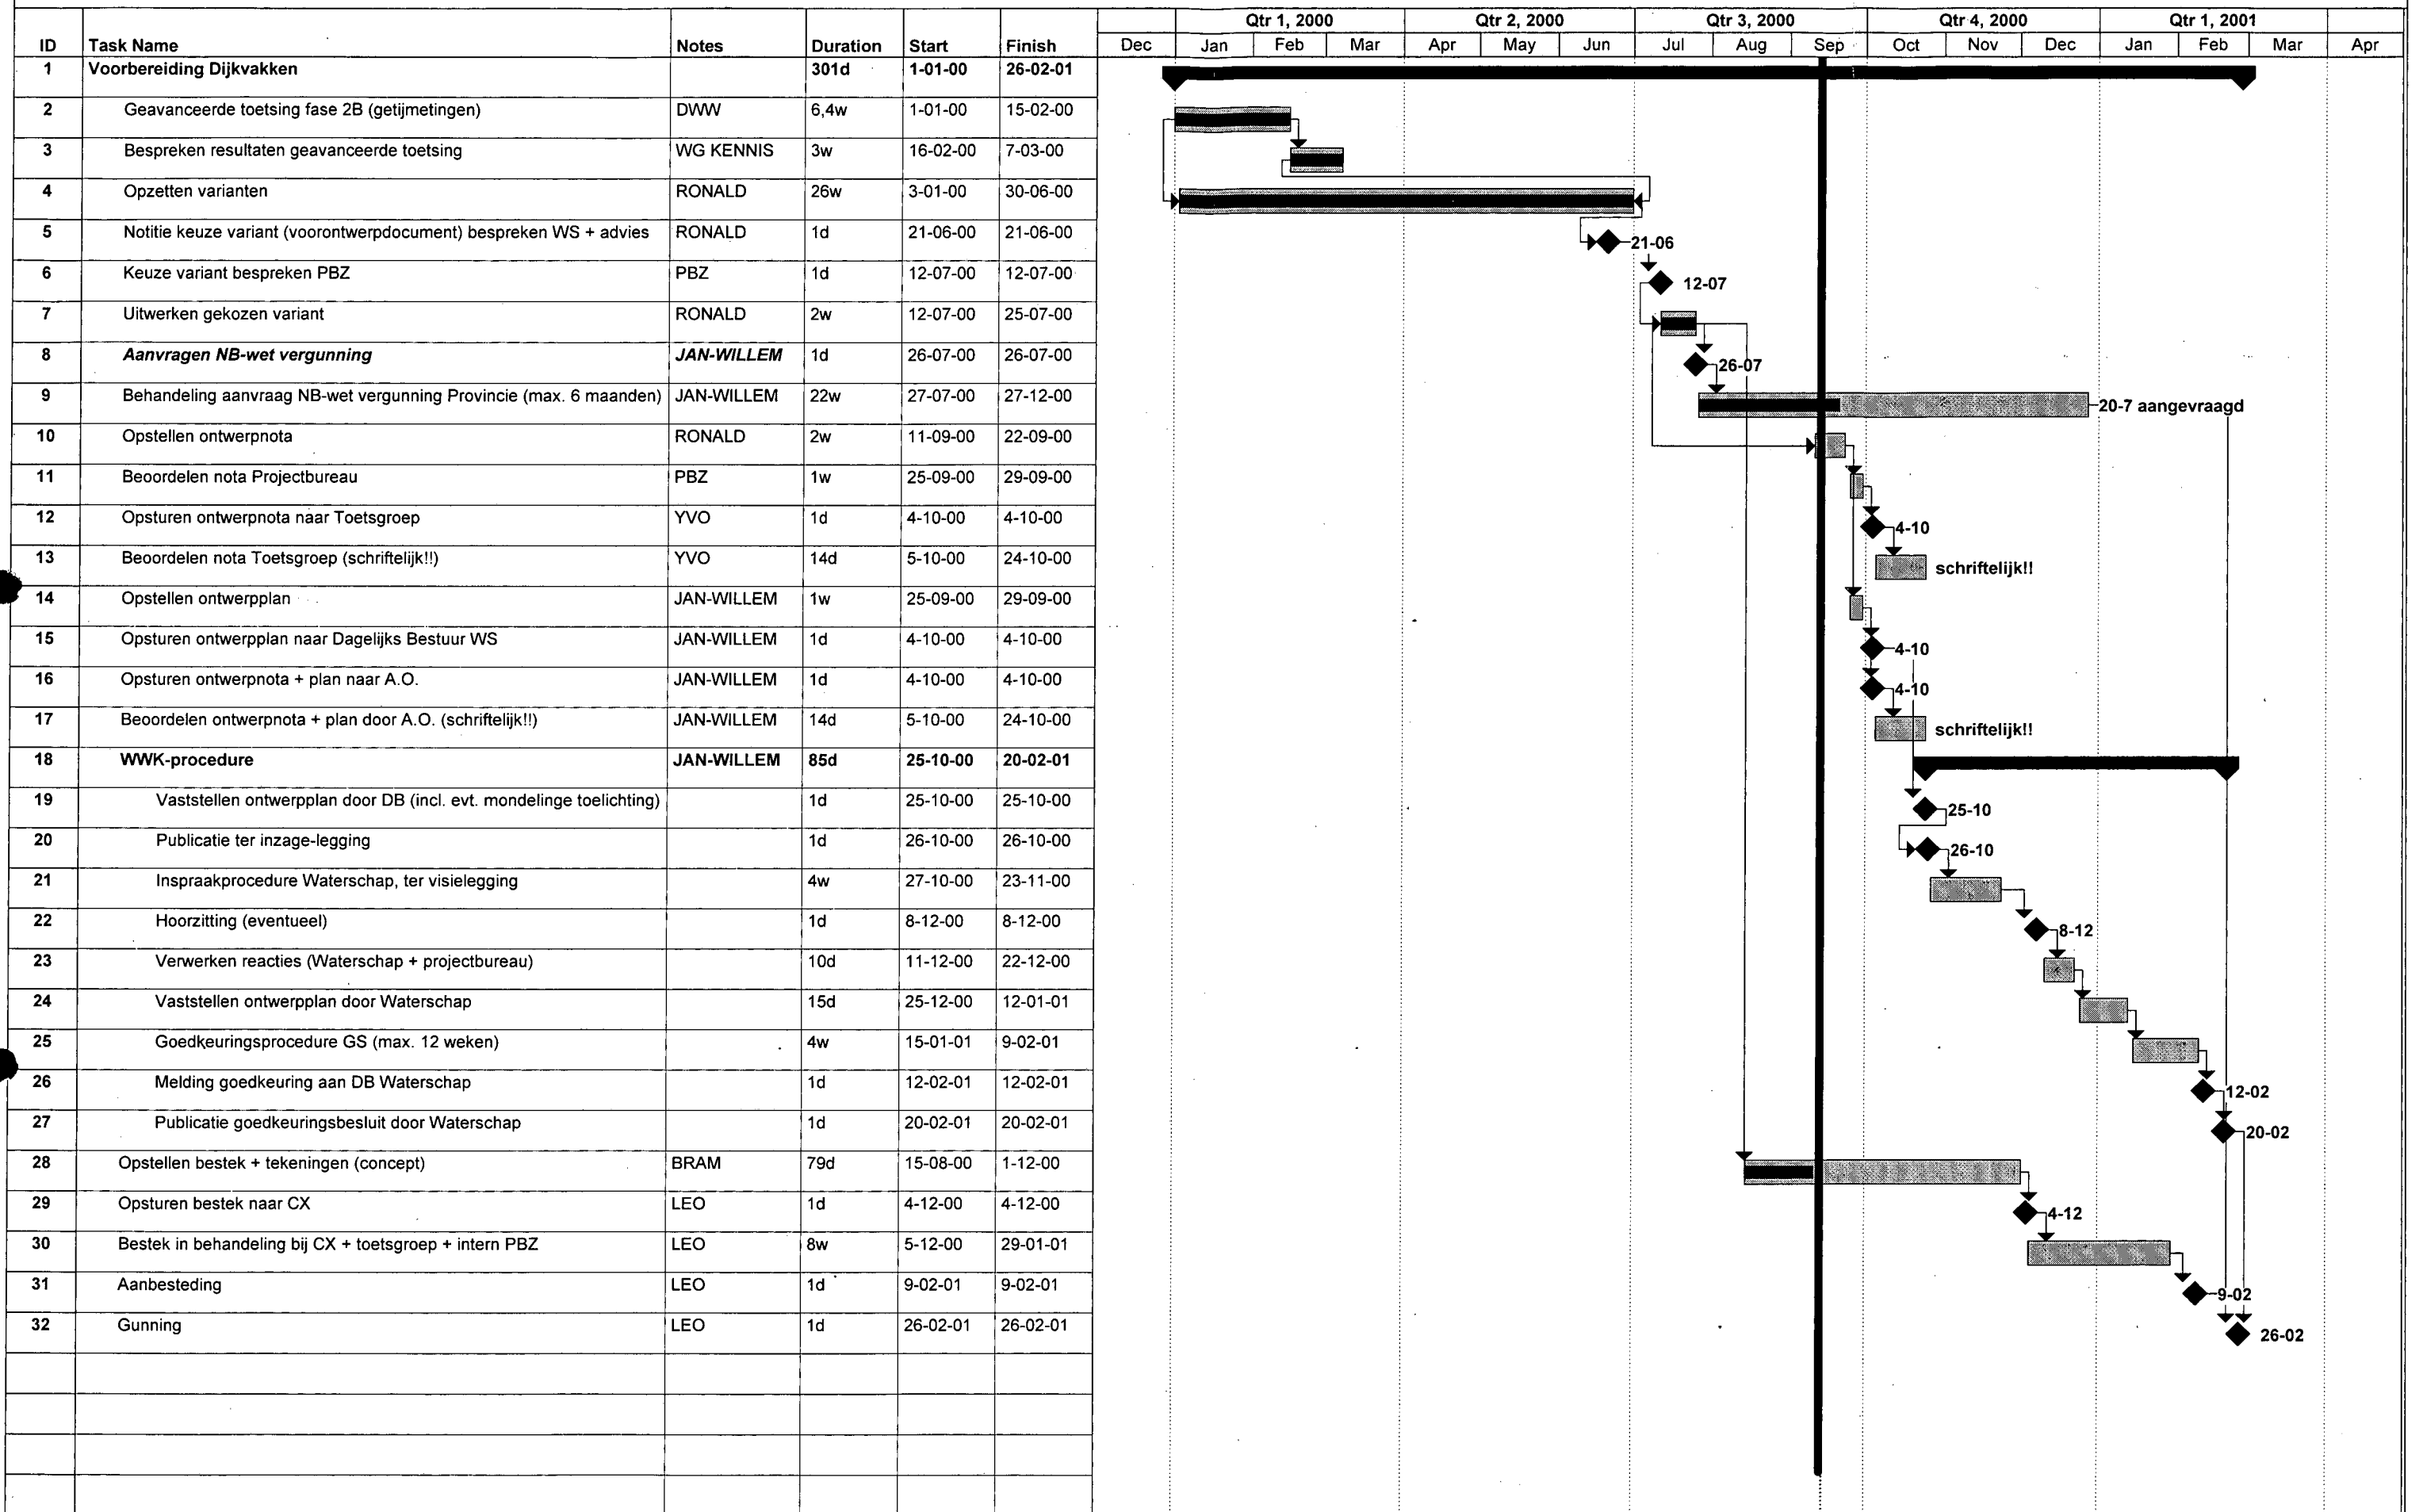 Qtr 1, 2000 Qtr 2, 2000 Qtr 3, 2000 Qtr 4, 2000 Qtr 1, 2001
ID Task Name Notes Duration Start Finish Dec Jan Feb Mar Apr May Jun Jul Aug Sep Oct Nov Dec Jan Feb Mar Apr
1 Voorbereiding Dijkvakken 301d 1-01-00 26-02-01
2 Geavanceerde toetsing fase 2B (getijmetingen) DWW 6,4w 1-01-00 15-02-00
3 Bespreken resultaten geavanceerde toetsing WG KENNIS 3w 16-02-00 7-03-00
4 Opzetten varianten RONALD 26w 3-01-00 30-06-00
5 Notitie keuze variant (voorontwerpdocument) bespreken WS + advies RONALD 1d 21-06-00 21-06-00 21-06
6 Keuze variant bespreken PBZ PBZ 1d 12-07-00 12-07-00 12-07
7 Uitwerken gekozen variant RONALD 2w 12-07-00 25-07-00
8 Aanvragen NB-wet vergunning JAN-WILLEM 1d 26-07-00 26-07-00 26-07
9 Behandeling aanvraag NB-wet vergunning Provincie (max. 6 maanden) JAN-WILLEM 22w 27-07-00 27-12-00 20-7 aangevraagd
10 Opstellen ontwerpnota RONALD 2w 11-09-00 22-09-00
11 Beoordelen nota Projectbureau PBZ 1w 25-09-00 29-09-00
12 Opsturen ontwerpnota naar Toetsgroep YVO 1d 4-10-00 4-10-00 4-10
13 Beoordelen nota Toetsgroep (schriftelijk!!) YVO 14d 5-10-00 24-10-00 schriftelijk!!
14 Opstellen ontwerpplan JAN-WILLEM 1w 25-09-00 29-09-00
15 Opsturen ontwerpplan naar Dagelijks Bestuur WS JAN-WILLEM 1d 4-10-00 4-10-00 4-10
16 Opsturen ontwerpnota + plan naar A.O. JAN-WILLEM 1d 4-10-00 4-10-00 4-10
17 Beoordelen ontwerpnota + plan door A.O. (schriftelijk!!) JAN-WILLEM 14d 5-10-00 24-10-00 schriftelijk!!
18 WWK-procedure JAN-WILLEM 85d 25-10-00 20-02-01
19 Vaststellen ontwerpplan door DB (incl. evt. mondelinge toelichting) 1d 25-10-00 25-10-00 25-10
20 Publicatie ter inzage-legging 1d 26-10-00 26-10-00 26-10
21 Inspraakprocedure Waterschap, ter visielegging 4w 27-10-00 23-11-00
22 Hoorzitting (eventueel) 1d 8-12-00 8-12-00 8-12
23 Verwerken reacties (Waterschap + projectbureau) 10d 11-12-00 22-12-00
24 Vaststellen ontwerpplan door Waterschap 15d 25-12-00 12-01-01
25 Goedkeuringsprocedure GS (max. 12 weken) 4w 15-01-01 9-02-01
26 Melding goedkeuring aan DB Waterschap 1d 12-02-01 12-02-01 12-02
27 Publicatie goedkeuringsbesluit door Waterschap 1d 20-02-01 20-02-01 20-02
28 Opstellen bestek + tekeningen (concept) BRAM 79d 15-08-00 1-12-00
29 Opsturen bestek naar CX LEO 1d 4-12-00 4-12-00 4-12
30 Bestek in behandeling bij CX + toetsgroep + intern PBZ LEO 8w 5-12-00 29-01-01
31 Aanbesteding LEO 1d 9-02-01 9-02-01 9-02
32 Gunning LEO 1d 26-02-01 26-02-01 26-02